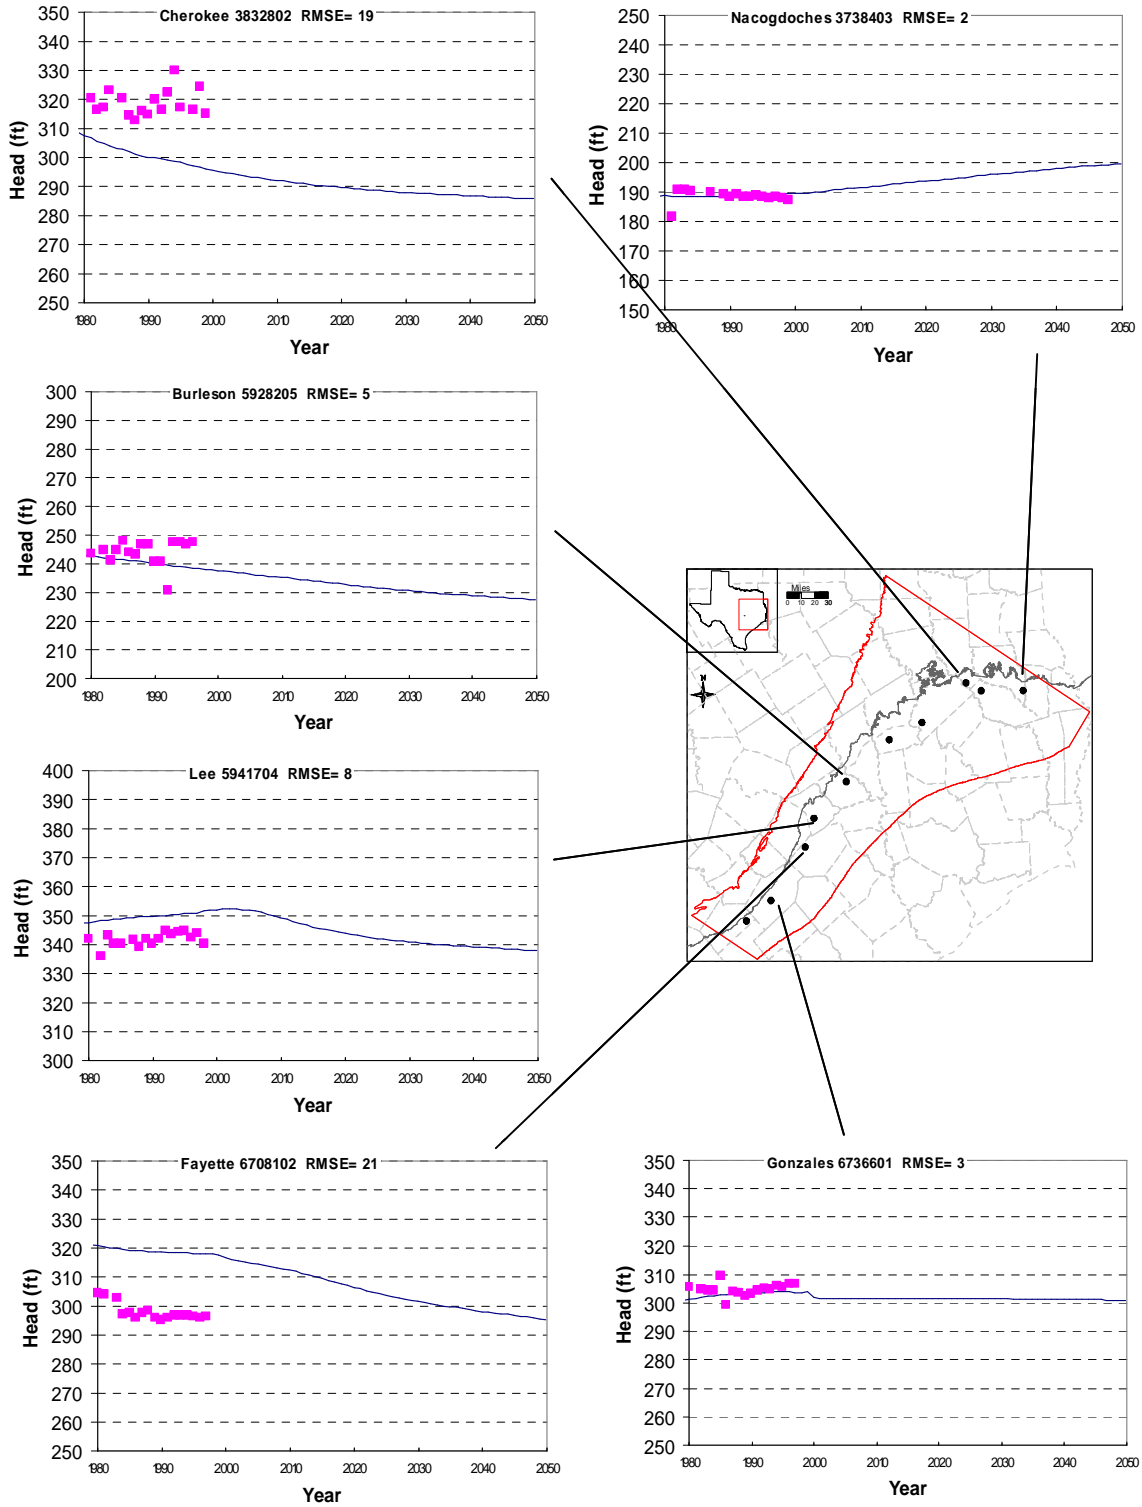 Cherokee 3832802 RMSE= 19
Head (ft)
350
340
330
320
310
300
290
280
270
260
250
1980 1990 2000 2010 2020 2030 2040 2050
Year
Nacogdoches 3738403 RMSE= 2
Head (ft)
250
240
230
220
210
200
190
180
170
160
150
1980 1990 2000 2010 2020 2030 2040 2050
Year
Burleson 5928205 RMSE= 5
Head (ft)
300
290
280
270
260
250
240
230
220
210
200
1980 1990 2000 2010 2020 2030 2040 2050
Year
Miles
0 10 20 30
N
Lee 5941704 RMSE= 8
Head (ft)
400
390
380
370
360
350
340
330
320
310
300
1980 1990 2000 2010 2020 2030 2040 2050
Year
Fayette 6708102 RMSE= 21
Head (ft)
350
340
330
320
310
300
290
280
270
260
250
1980 1990 2000 2010 2020 2030 2040 2050
Year
Gonzales 6736601 RMSE= 3
Head (ft)
350
340
330
320
310
300
290
280
270
260
250
1980 1990 2000 2010 2020 2030 2040 2050
Year